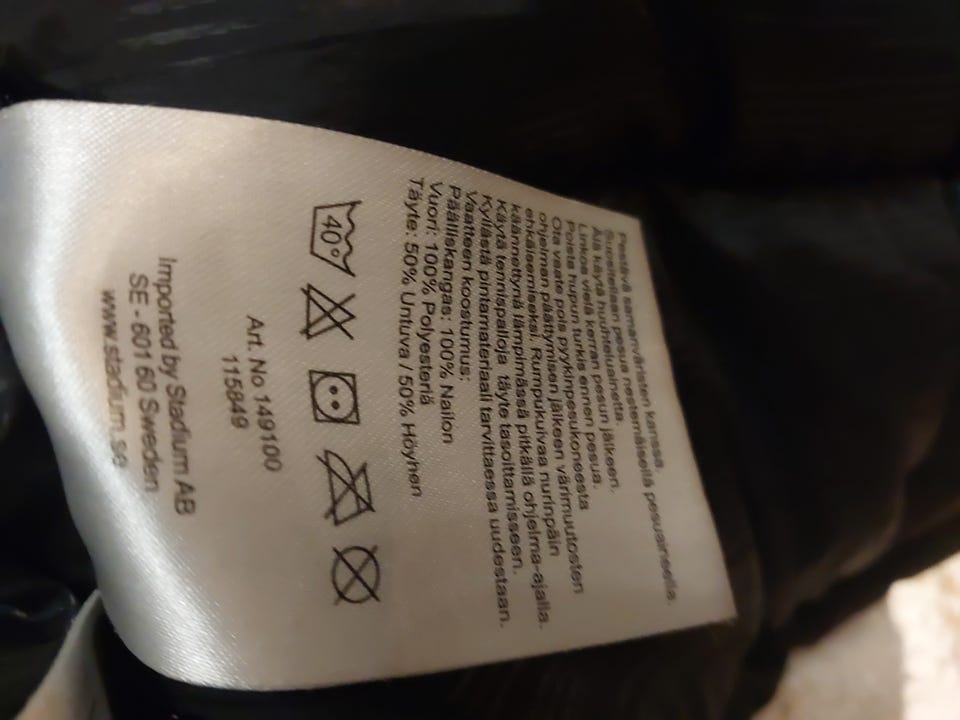 Pestävä samanväristen kanssa.
Suositellaan pesua nestemäisellä pesuaineella.
Älä käytä huuhteluainetta.
Linkoa vielä kerran pesun jälkeen.
Poista hupun turkis ennen pesua.
Ota vaate pois pyykinpesukoneesta
ohjelman päättymisen jälkeen värimuutosten
ehkäisemiseksi. Rumpukuivaa nurinpäin
käännettynä lämpimässä pitkällä ohjelma-ajalla.
Käytä tennispalloja täyte tasoittamiseen.
Kyllästä pintamateriaali tarvittaessa uudestaan.
Vaatteen koostumus:
Päälliskangas: 100% Nailon
Vuori: 100% Polyesteriä
Täyte: 50% Untuva / 50% Höyhen
40°
Art. No 149100
115849
Imported by Stadium AB
SE - 601 60 Sweden
www.stadium.se